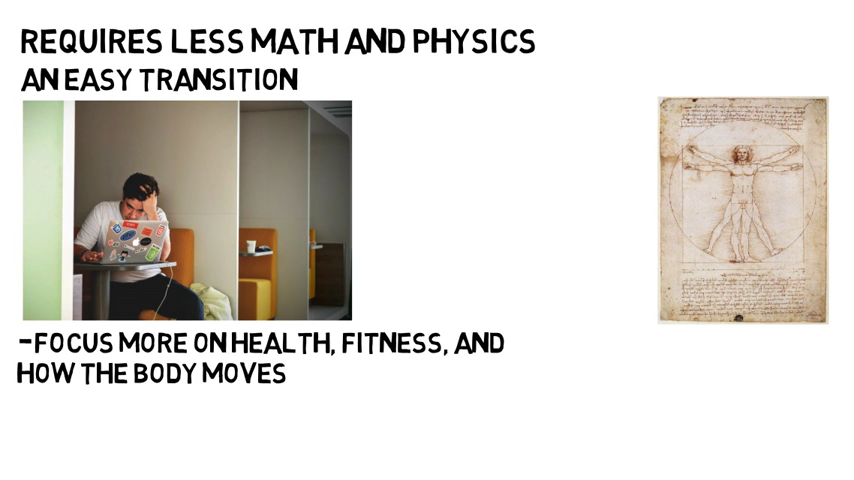 REQUIRES LESS MATH AND PHYSICS
AN EASY TRANSITION
-FOCUS MORE ON HEALTH, FITNESS, AND
HOW THE BODY MOVES